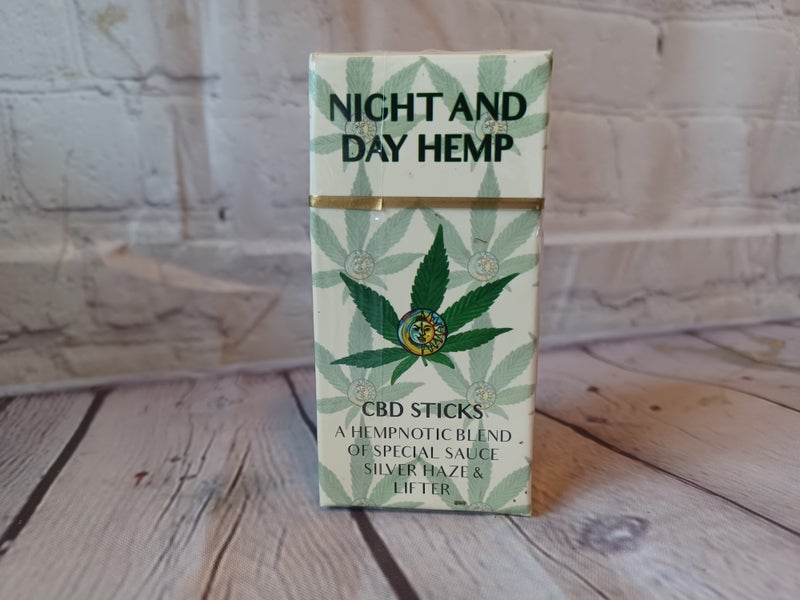 NIGHT AND
DAY HEMP
CBD STICKS
A HEMPNOTIC BLEND
OF SPECIAL SAUCE
SILVER HAZE &
LIFTER